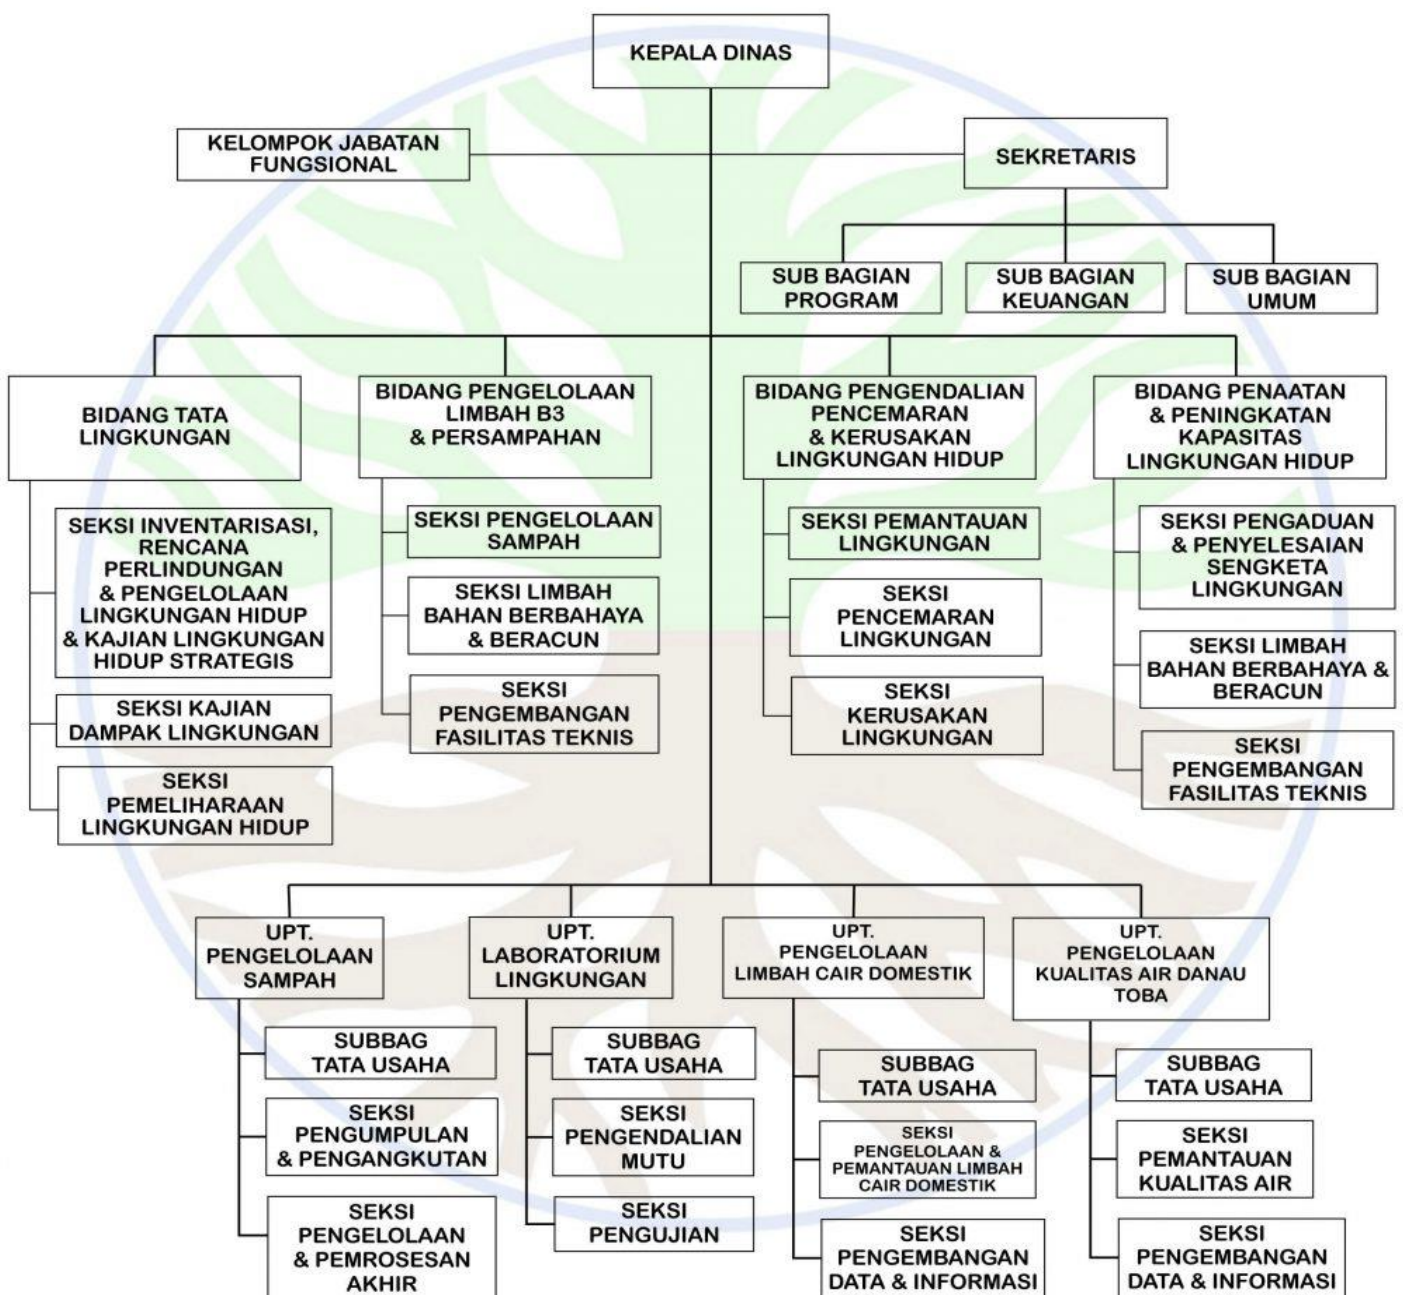 KEPALA DINAS
KELOMPOK JABATAN
FUNGSIONAL
SEKRETARIS
SUB BAGIAN
PROGRAM
SUB BAGIAN
KEUANGAN
SUB BAGIAN
UMUM
BIDANG TATA
LINGKUNGAN
BIDANG PENGELOLAAN
LIMBAH B3
& PERSAMPAHAN
BIDANG PENGENDALIAN
PENCEMARAN
& KERUSAKAN
LINGKUNGAN HIDUP
BIDANG PENAATAN
& PENINGKATAN
KAPASITAS
LINGKUNGAN HIDUP
SEKSI INVENTARISASI,
RENCANA
PERLINDUNGAN
& PENGELOLAAN
LINGKUNGAN HIDUP
& KAJIAN LINGKUNGAN
HIDUP STRATEGIS
SEKSI KAJIAN
DAMPAK LINGKUNGAN
SEKSI
PEMELIHARAAN
LINGKUNGAN HIDUP
SEKSI PENGELOLAAN
SAMPAH
SEKSI LIMBAH
BAHAN BERBAHAYA
& BERACUN
SEKSI
PENGEMBANGAN
FASILITAS TEKNIS
SEKSI PEMANTAUAN
LINGKUNGAN
SEKSI
PENCEMARAN
LINGKUNGAN
SEKSI
KERUSAKAN
LINGKUNGAN
SEKSI PENGADUAN
& PENYELESAIAN
SENGKETA
LINGKUNGAN
SEKSI LIMBAH
BAHAN BERBAHAYA &
BERACUN
SEKSI
PENGEMBANGAN
FASILITAS TEKNIS
UPT.
PENGELOLAAN
SAMPAH
SUBBAG
TATA USAHA
SEKSI
PENGUMPULAN
& PENGANGKUTAN
SEKSI
PENGELOLAAN
& PEMROSESAN
AKHIR
UPT.
LABORATORIUM
LINGKUNGAN
SUBBAG
TATA USAHA
SEKSI
PENGENDALIAN
MUTU
SEKSI
PENGUJIAN
UPT.
PENGELOLAAN
LIMBAH CAIR DOMESTIK
SUBBAG
TATA USAHA
SEKSI
PENGELOLAAN &
PEMANTAUAN LIMBAH
CAIR DOMESTIK
SEKSI
PENGEMBANGAN
DATA & INFORMASI
UPT.
PENGELOLAAN
KUALITAS AIR DANAU
TOBA
SUBBAG
TATA USAHA
SEKSI
PEMANTAUAN
KUALITAS AIR
SEKSI
PENGEMBANGAN
DATA & INFORMASI